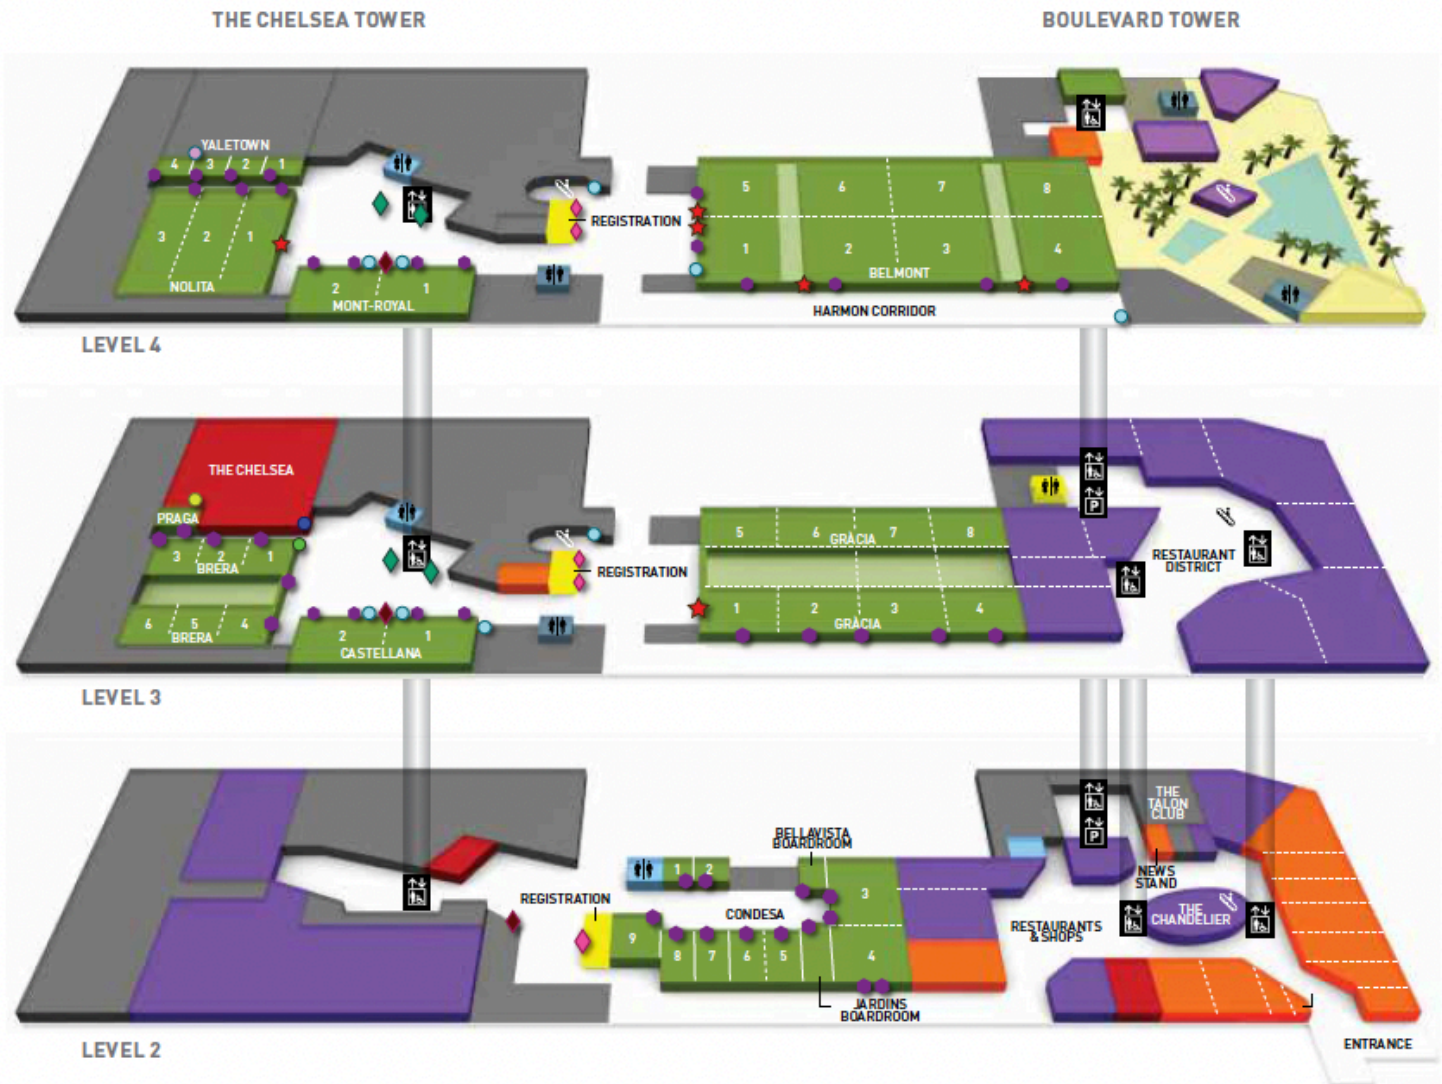 THE CHELSEA TOWER
BOULEVARD TOWER
YALETOWN
4 3 2 1
3 2 1
NOLITA
2 1
MONT-ROYAL
REGISTRATION
5 6 7 8
1 2 3 4
BELMONT
HARMON CORRIDOR
LEVEL 4
THE CHELSEA
PRAGA
3 2 1
BRERA
6 5 4
BRERA
2 1
CASTELLANA
REGISTRATION
5 6 7 8
GRÀCIA
1 2 3 4
GRÀCIA
P
RESTAURANT
DISTRICT
LEVEL 3
REGISTRATION
BELLAVISTA
BOARDROOM
1 2
3
CONDESA
9
8 7 6 5 4
JARDINS
BOARDROOM
P
THE
TALON
CLUB
NEWS
STAND
THE
CHANDELIER
RESTAURANTS
& SHOPS
ENTRANCE
LEVEL 2